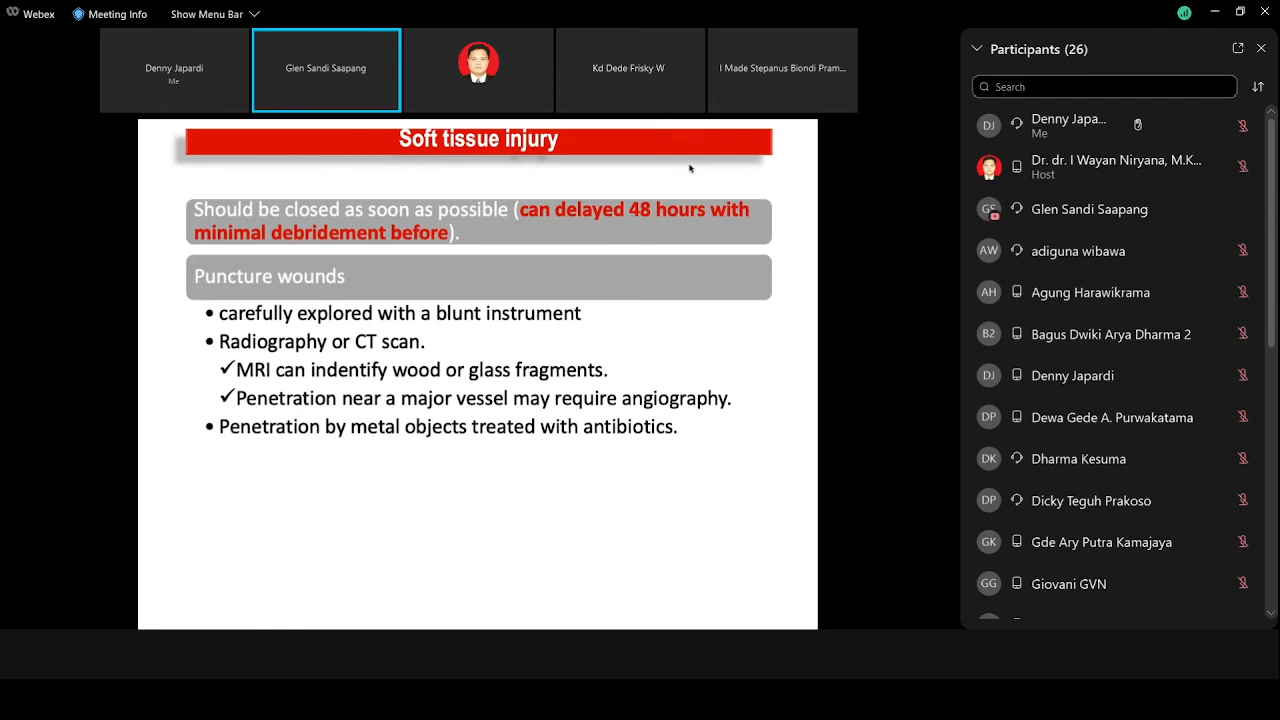 Webex
Meeting Info
Show Menu Bar
Denny Japardi
Me
Glen Sandi Saapang
Kd Dede Frisky W
I Made Stepanus Biondi Pram...
Soft tissue injury
Should be closed as soon as possible (can delayed 48 hours with
minimal debridement before).
Puncture wounds
• carefully explored with a blunt instrument
• Radiography or CT scan.
✓MRI can indentify wood or glass fragments.
✓Penetration near a major vessel may require angiography.
• Penetration by metal objects treated with antibiotics.
Participants (26)
Search
DJ
Denny Japa...
Me
Dr. dr. I Wayan Niryana, M.K...
Host
GS
Glen Sandi Saapang
AW
adiguna wibawa
AH
Agung Harawikrama
B2
Bagus Dwiki Arya Dharma 2
DJ
Denny Japardi
DP
Dewa Gede A. Purwakatama
DK
Dharma Kesuma
DP
Dicky Teguh Prakoso
GK
Gde Ary Putra Kamajaya
GG
Giovani GVN